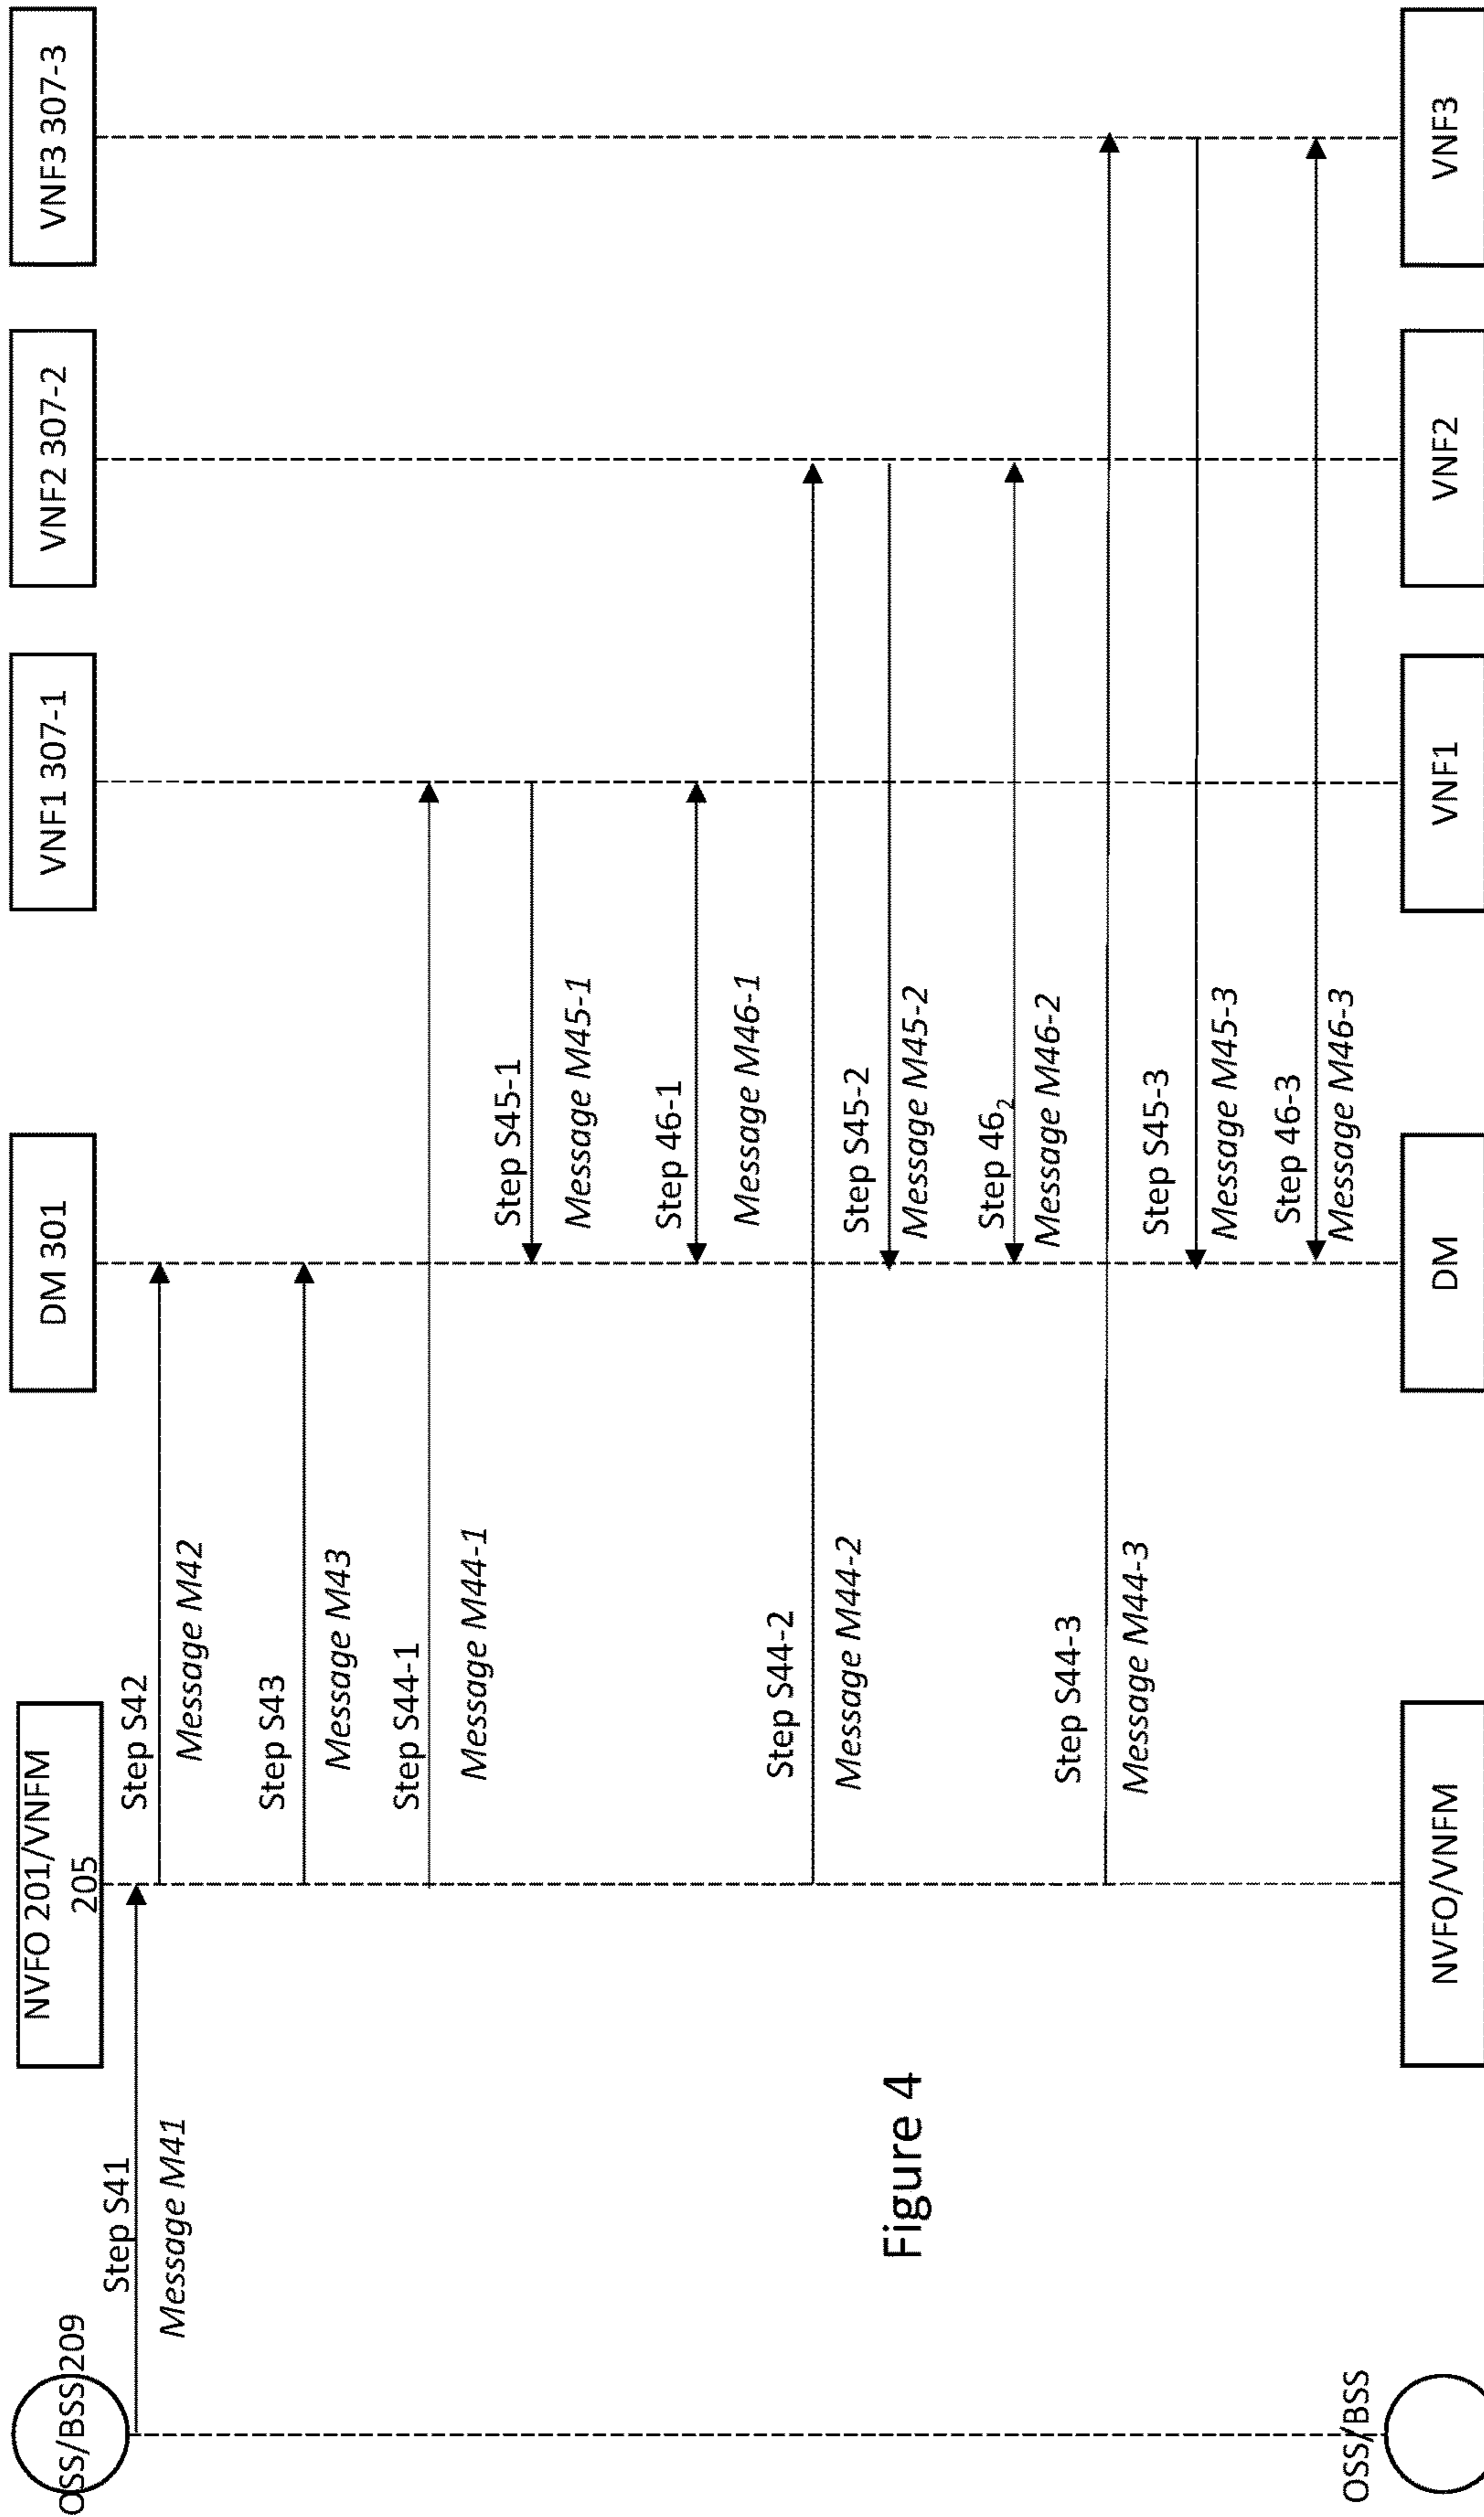 OSS/BSS 209
NVFO 201/VNFM
205
DM 301
VNF1 307-1
VNF2 307-2
VNF3 307-3
Step S41
Message M41
Step S42
Message M42
Step S43
Message M43
Step S44-1
Message M44-1
Step S45-1
Message M45-1
Step 46-1
Message M46-1
Step S44-2
Message M44-2
Step S45-2
Message M45-2
Step 46₂
Message M46-2
Step S44-3
Message M44-3
Step S45-3
Message M45-3
Step 46-3
Message M46-3
Figure 4
OSS/BSS
NVFO/VNFM
DM
VNF1
VNF2
VNF3